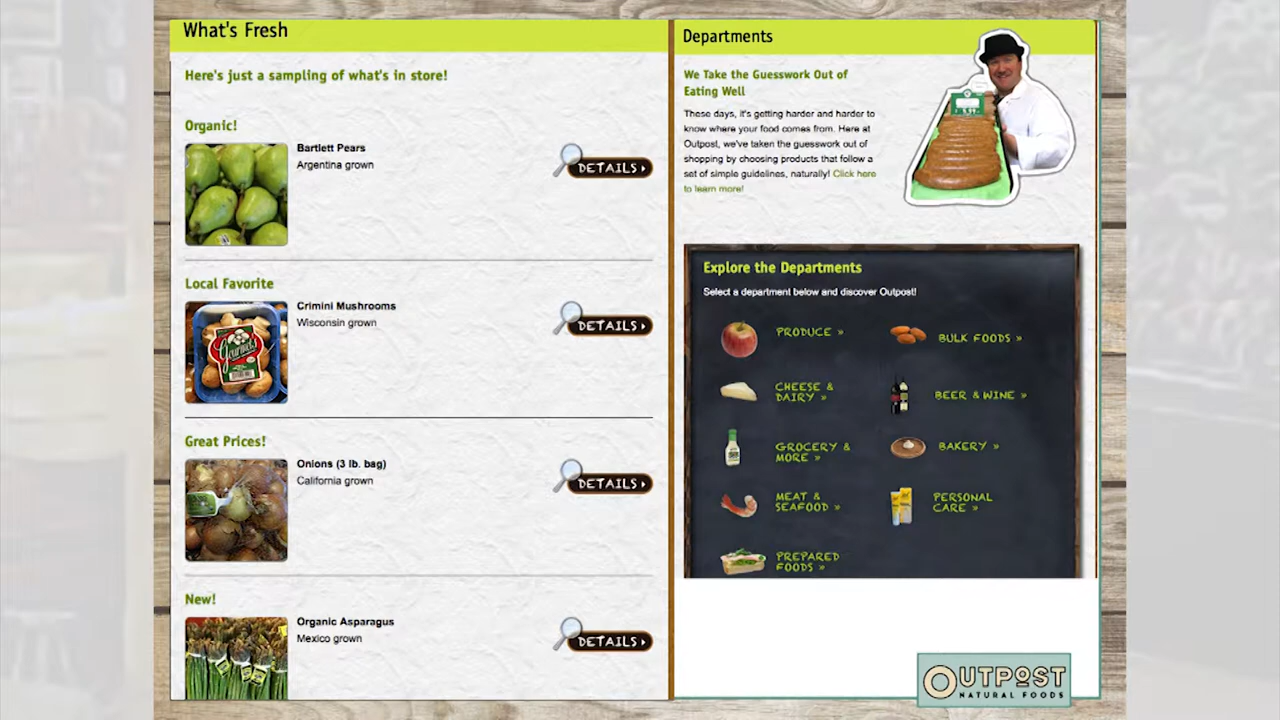 What's Fresh
Here's just a sampling of what's in store!
Organic!
Bartlett Pears
Argentina grown
DETAILS
Local Favorite
Crimini Mushrooms
Wisconsin grown
DETAILS
Great Prices!
Onions (3 lb. bag)
California grown
DETAILS
New!
Organic Asparagus
Mexico grown
DETAILS
Departments
We Take the Guesswork Out of
Eating Well
These days, it's getting harder and harder to
know where your food comes from. Here at
Outpost, we've taken the guesswork out of
shopping by choosing products that follow a
set of simple guidelines, naturally! Click here
to learn more!
Explore the Departments
Select a department below and discover Outpost!
PRODUCE »
BULK FOODS »
CHEESE &
DAIRY »
BEER & WINE »
GROCERY &
MORE »
BAKERY »
MEAT &
SEAFOOD »
PERSONAL
CARE »
PREPARED
FOODS »
OUTPOST
NATURAL FOODS